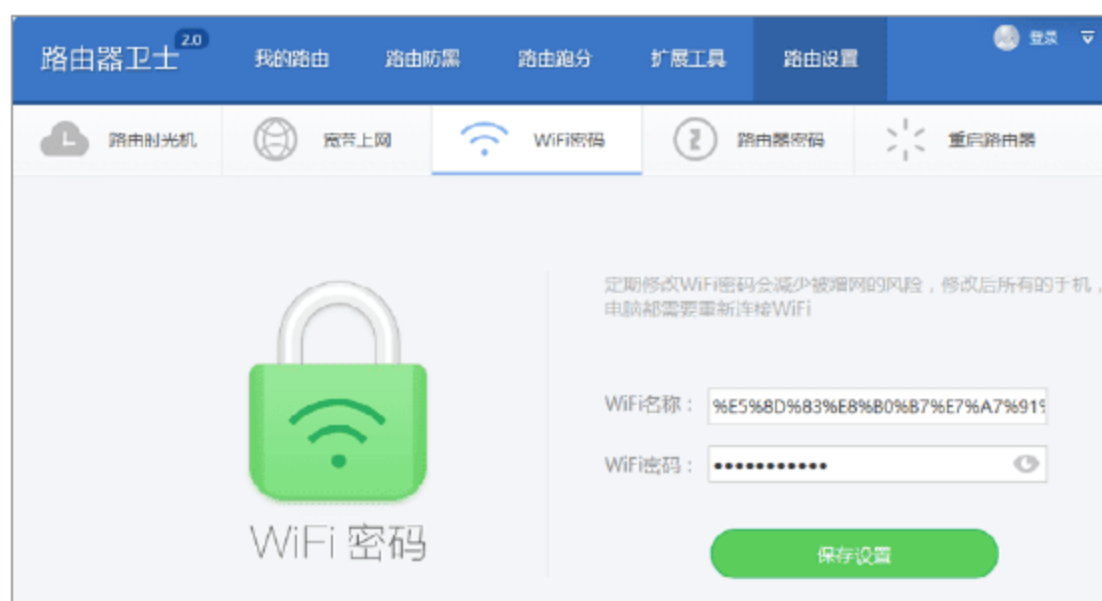 路由器卫士 2.0 我的路由 路由防黑 路由跑分 扩展工具 路由设置 登录
路由时光机 宽带上网 WiFi密码 路由器密码 重启路由器
定期修改WiFi密码会减少被蹭网的风险，修改后所有的手机，
电脑都需要重新连接WiFi
WiFi名称： %E5%8D%83%E8%B0%B7%E7%A7%91%
WiFi密码： •••••••••••
WiFi 密码
保存设置